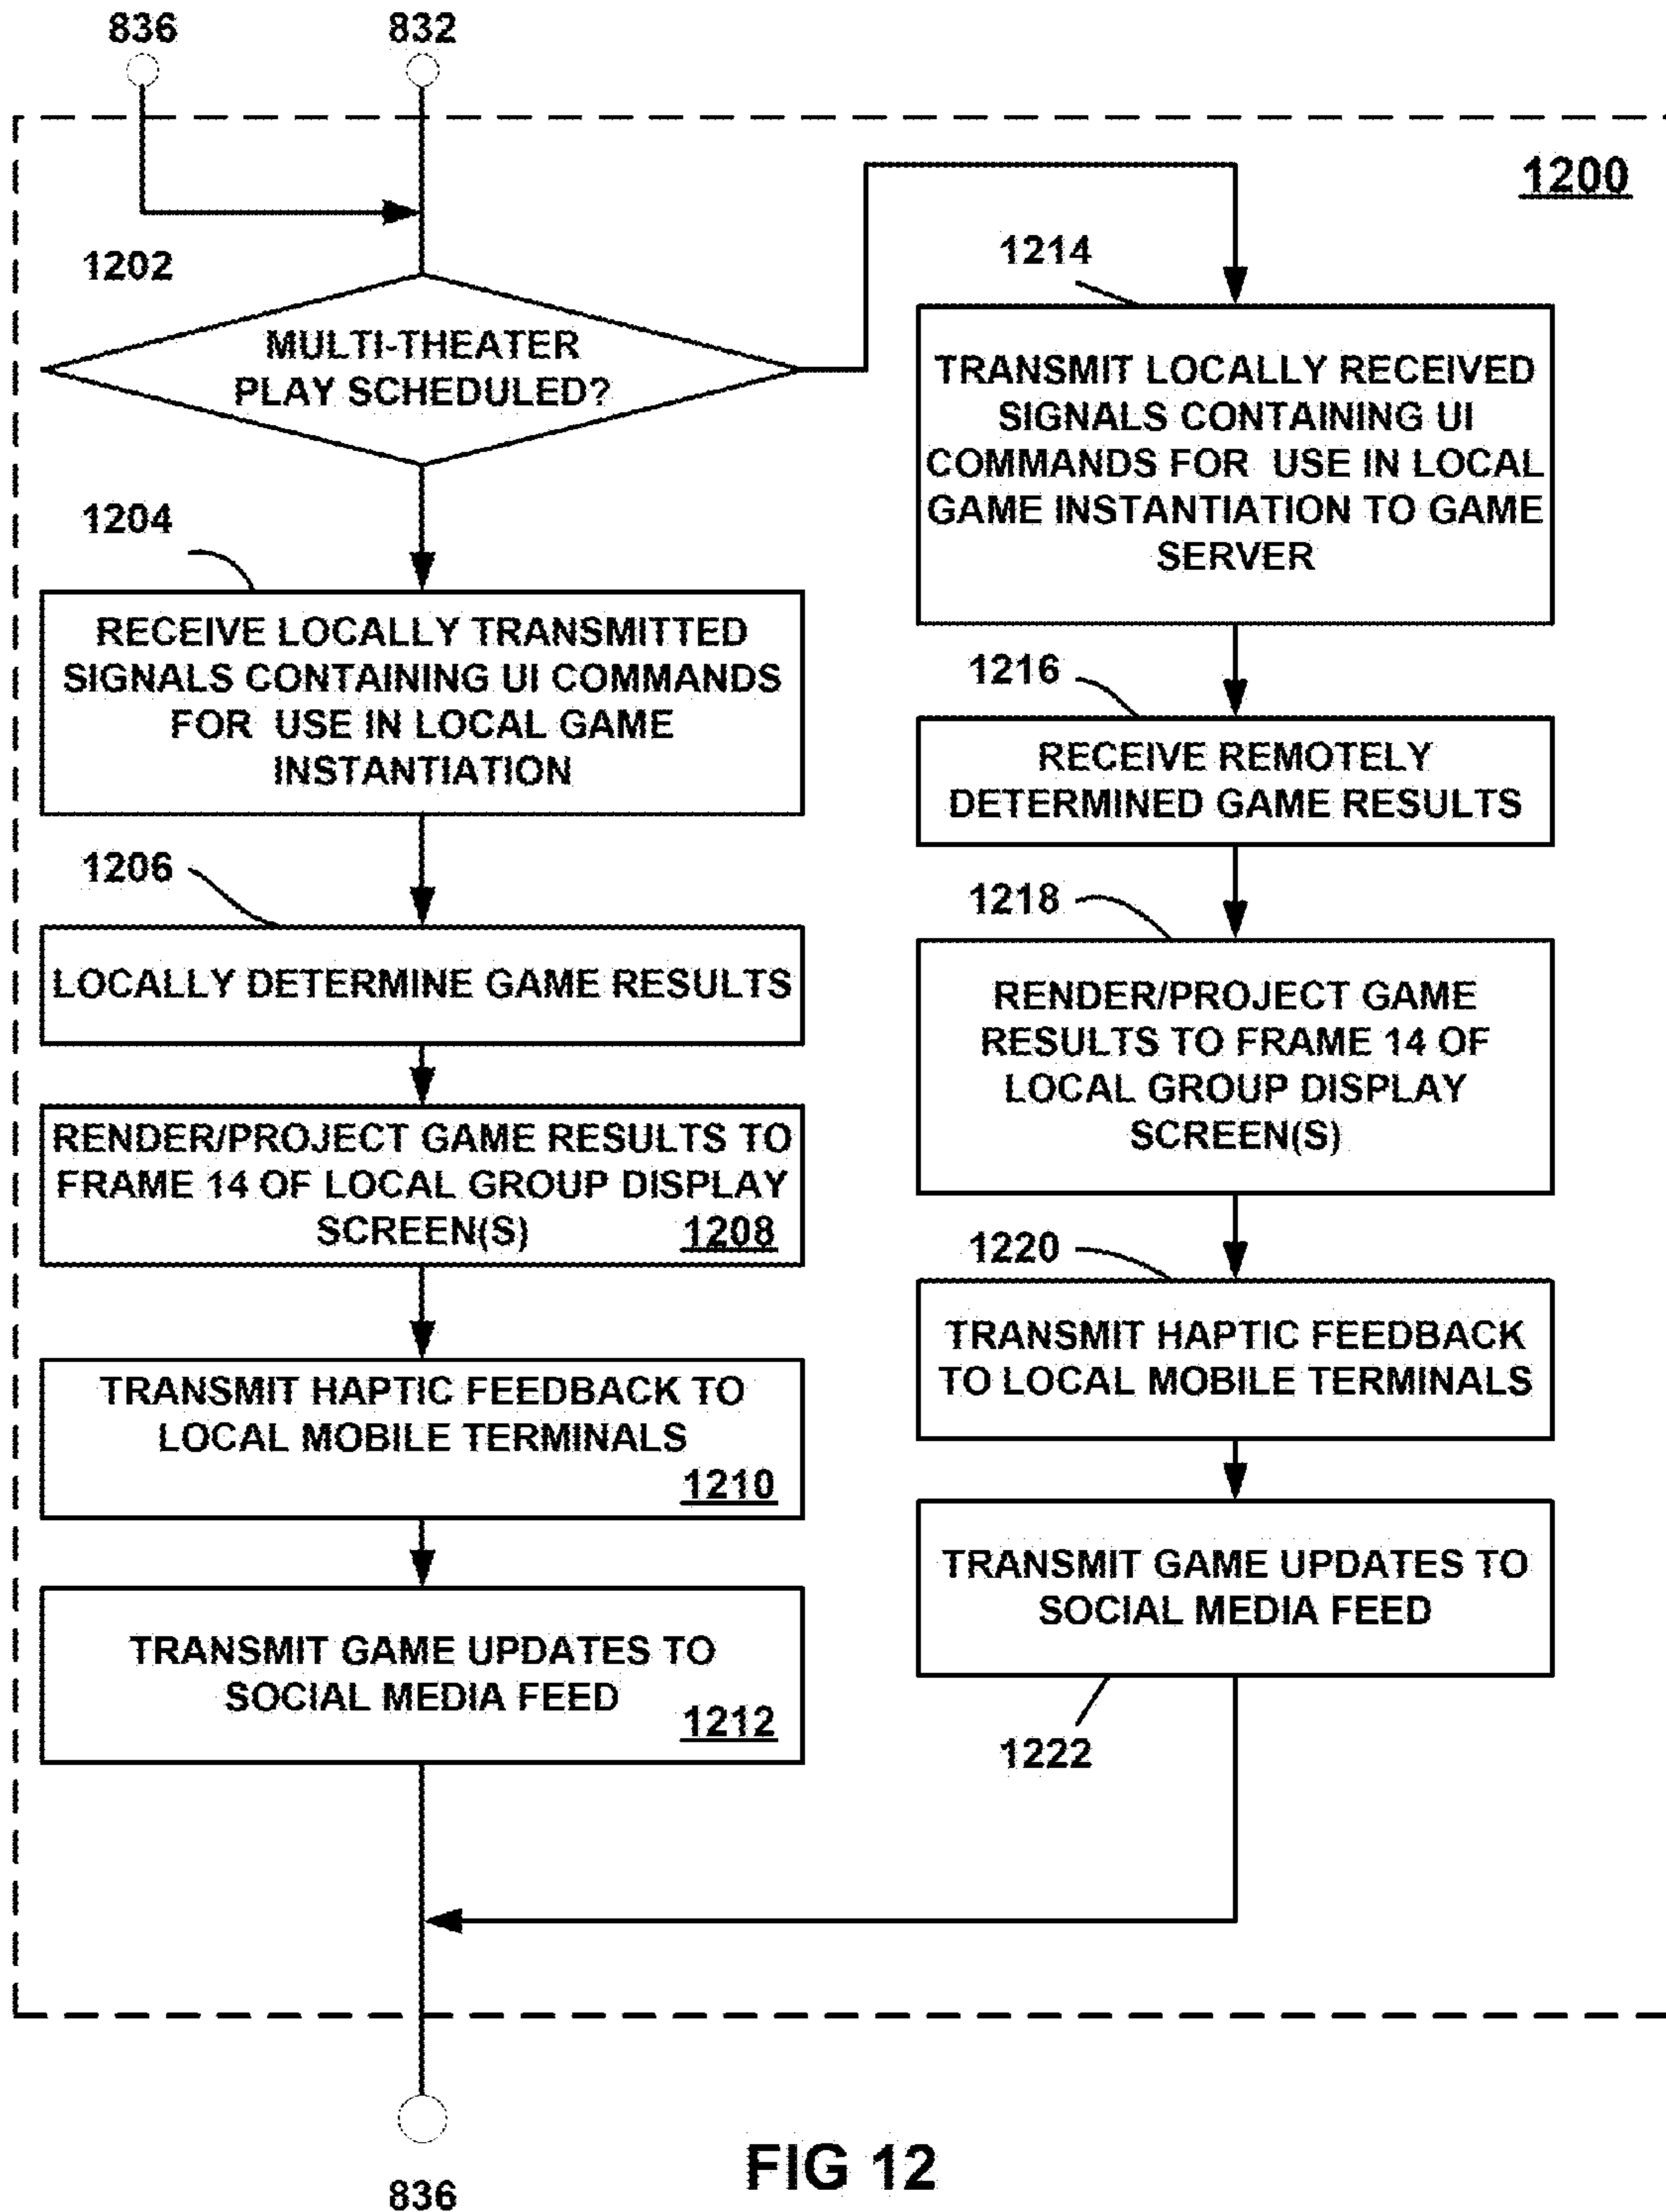 836
832
1200
1202
MULTI-THEATER
PLAY SCHEDULED?
1204
RECEIVE LOCALLY TRANSMITTED
SIGNALS CONTAINING UI COMMANDS
FOR USE IN LOCAL GAME
INSTANTIATION
1206
LOCALLY DETERMINE GAME RESULTS
RENDER/PROJECT GAME RESULTS TO
FRAME 14 OF LOCAL GROUP DISPLAY
SCREEN(S)
1208
TRANSMIT HAPTIC FEEDBACK TO
LOCAL MOBILE TERMINALS
1210
TRANSMIT GAME UPDATES TO
SOCIAL MEDIA FEED
1212
1214
TRANSMIT LOCALLY RECEIVED
SIGNALS CONTAINING UI
COMMANDS FOR USE IN LOCAL
GAME INSTANTIATION TO GAME
SERVER
1216
RECEIVE REMOTELY
DETERMINED GAME RESULTS
1218
RENDER/PROJECT GAME
RESULTS TO FRAME 14 OF
LOCAL GROUP DISPLAY
SCREEN(S)
1220
TRANSMIT HAPTIC FEEDBACK
TO LOCAL MOBILE TERMINALS
TRANSMIT GAME UPDATES TO
SOCIAL MEDIA FEED
1222
836
FIG 12